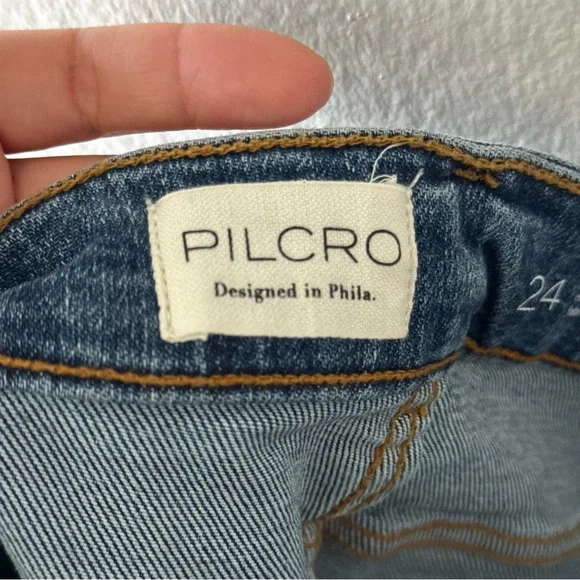 PILCRO
Designed in Phila.
24